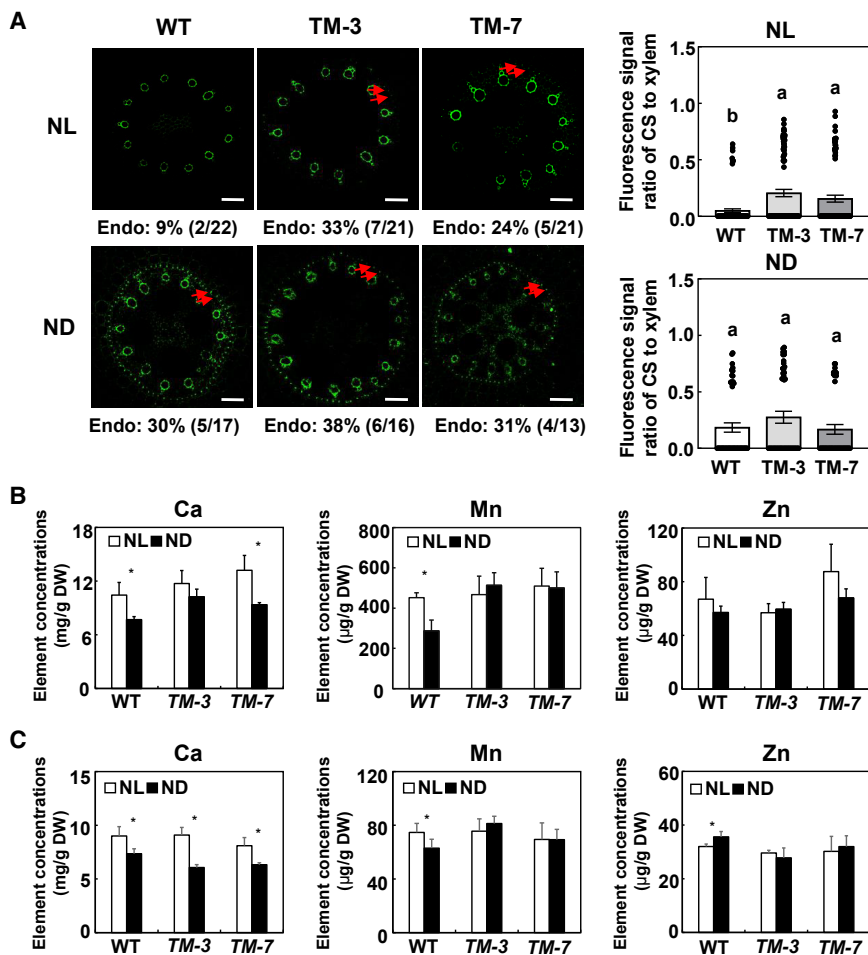 A
WT
TM-3
TM-7
NL
Endo: 9% (2/22)
Endo: 33% (7/21)
Endo: 24% (5/21)
ND
Endo: 30% (5/17)
Endo: 38% (6/16)
Endo: 31% (4/13)
NL
Fluorescence signal
ratio of CS to xylem
1.5
1.0
0.5
0.0
b
a
a
WT
TM-3
TM-7
ND
Fluorescence signal
ratio of CS to xylem
1.5
1.0
0.5
0.0
a
a
a
WT
TM-3
TM-7
B
Ca
Element concentrations
(mg/g DW)
18
12
6
0
NL ND
*
*
WT
TM-3
TM-7
Mn
Element concentrations
(µg/g DW)
800
600
400
200
0
NL ND
*
WT
TM-3
TM-7
Zn
Element concentrations
(µg/g DW)
120
80
40
0
NL ND
WT
TM-3
TM-7
C
Ca
Element concentrations
(mg/g DW)
15
10
5
0
NL ND
*
*
*
WT
TM-3
TM-7
Mn
Element concentrations
(µg/g DW)
120
80
40
0
NL ND
*
WT
TM-3
TM-7
Zn
Element concentrations
(µg/g DW)
60
40
20
0
NL ND
*
WT
TM-3
TM-7